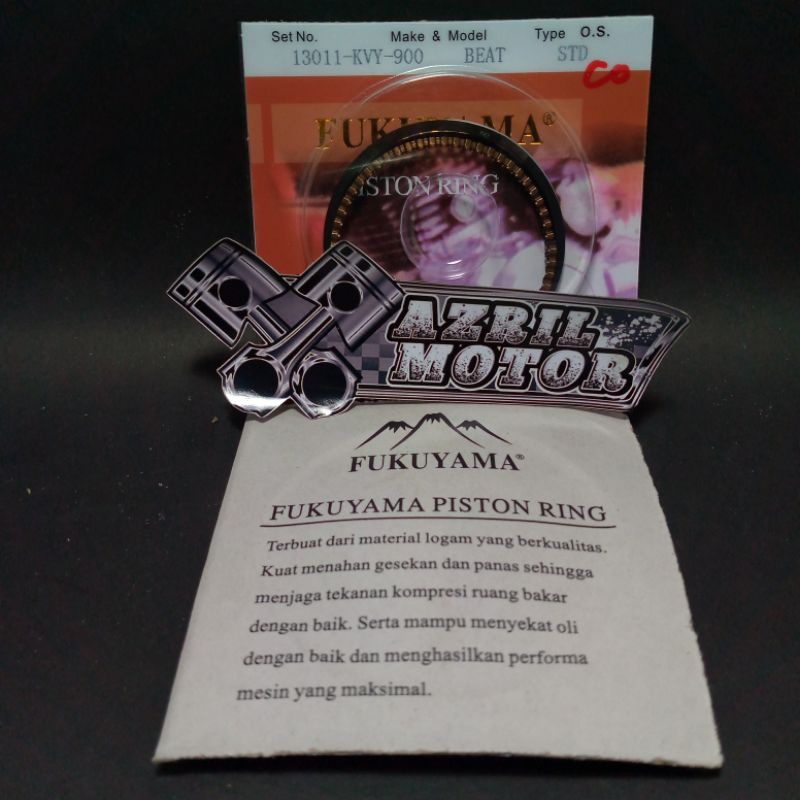 Set No. Make & Model Type O.S.
13011-KVY-900 BEAT STD
CO
FUKUYAMA®
PISTON RING
AZRIL
MOTOR
FUKUYAMA®
FUKUYAMA PISTON RING
Terbuat dari material logam yang berkualitas.
Kuat menahan gesekan dan panas sehingga
menjaga tekanan kompresi ruang bakar
dengan baik. Serta mampu menyekat oli
dengan baik dan menghasilkan performa
mesin yang maksimal.